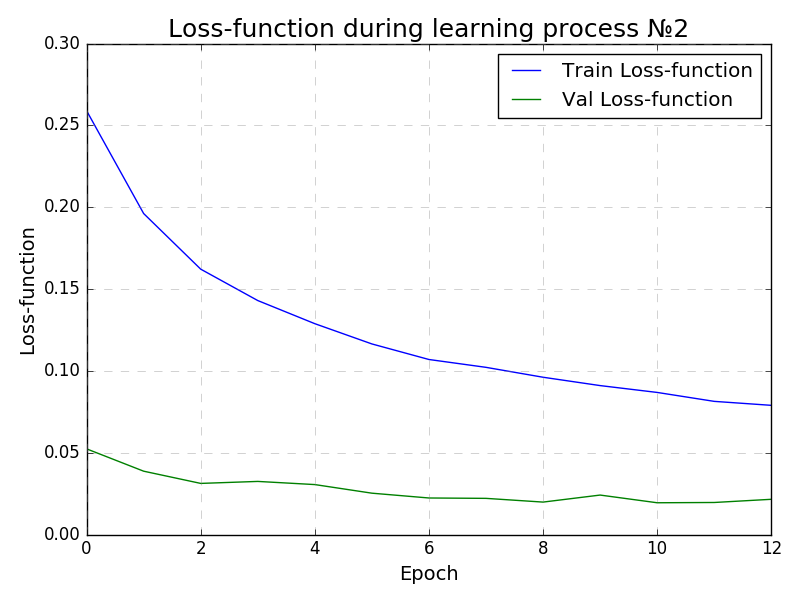 Loss-function during learning process №2
Train Loss-function
Val Loss-function
Loss-function
0.30
0.25
0.20
0.15
0.10
0.05
0.00
0 2 4 6 8 10 12
Epoch